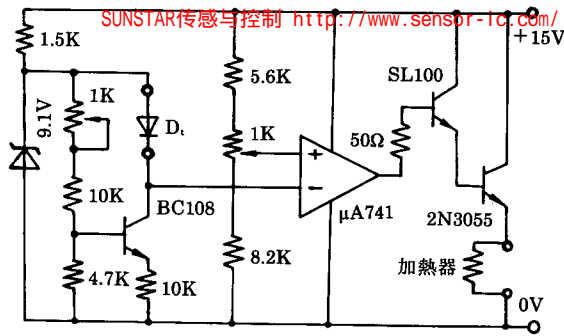 SUNSTAR传感与控制 http://www.sensor-ic.com/
+15V
1.5K
5.6K
SL100
9.1V
1K
Dt
1K
50Ω
10K
BC108
μA741
2N3055
4.7K
10K
8.2K
加熱器
0V